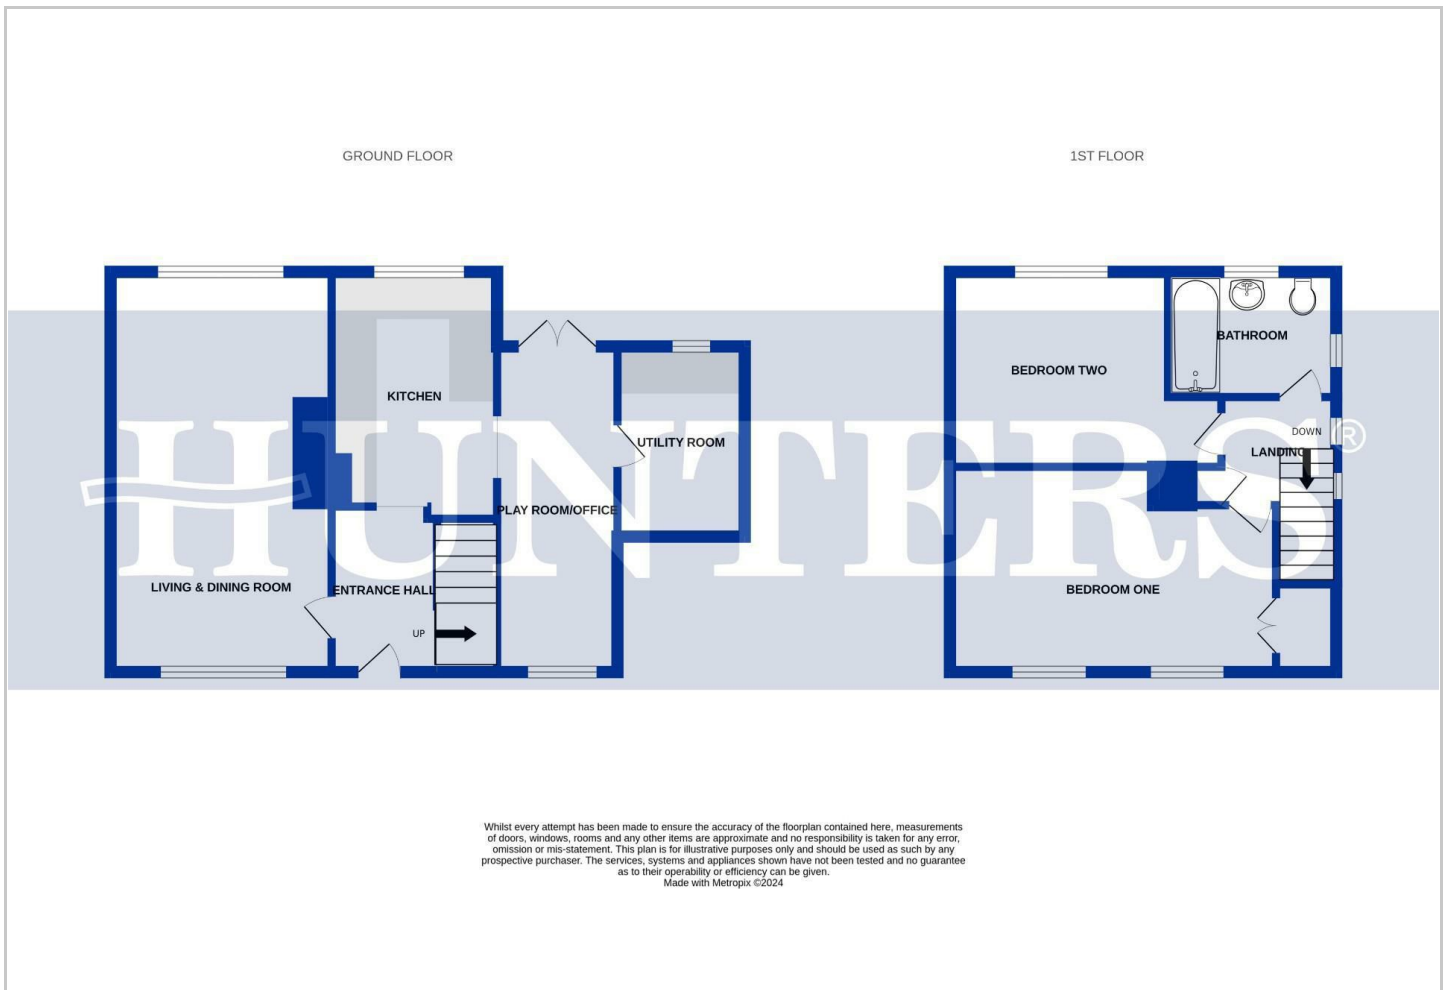 GROUND FLOOR
1ST FLOOR
KITCHEN
UTILITY ROOM
PLAY ROOM/OFFICE
LIVING & DINING ROOM
ENTRANCE HALL
UP
BATHROOM
BEDROOM TWO
DOWN
LANDING
BEDROOM ONE
HUNTERS®
Whilst every attempt has been made to ensure the accuracy of the floorplan contained here, measurements
of doors, windows, rooms and any other items are approximate and no responsibility is taken for any error,
omission or mis-statement. This plan is for illustrative purposes only and should be used as such by any
prospective purchaser. The services, systems and appliances shown have not been tested and no guarantee
as to their operability or efficiency can be given.
Made with Metropix ©2024